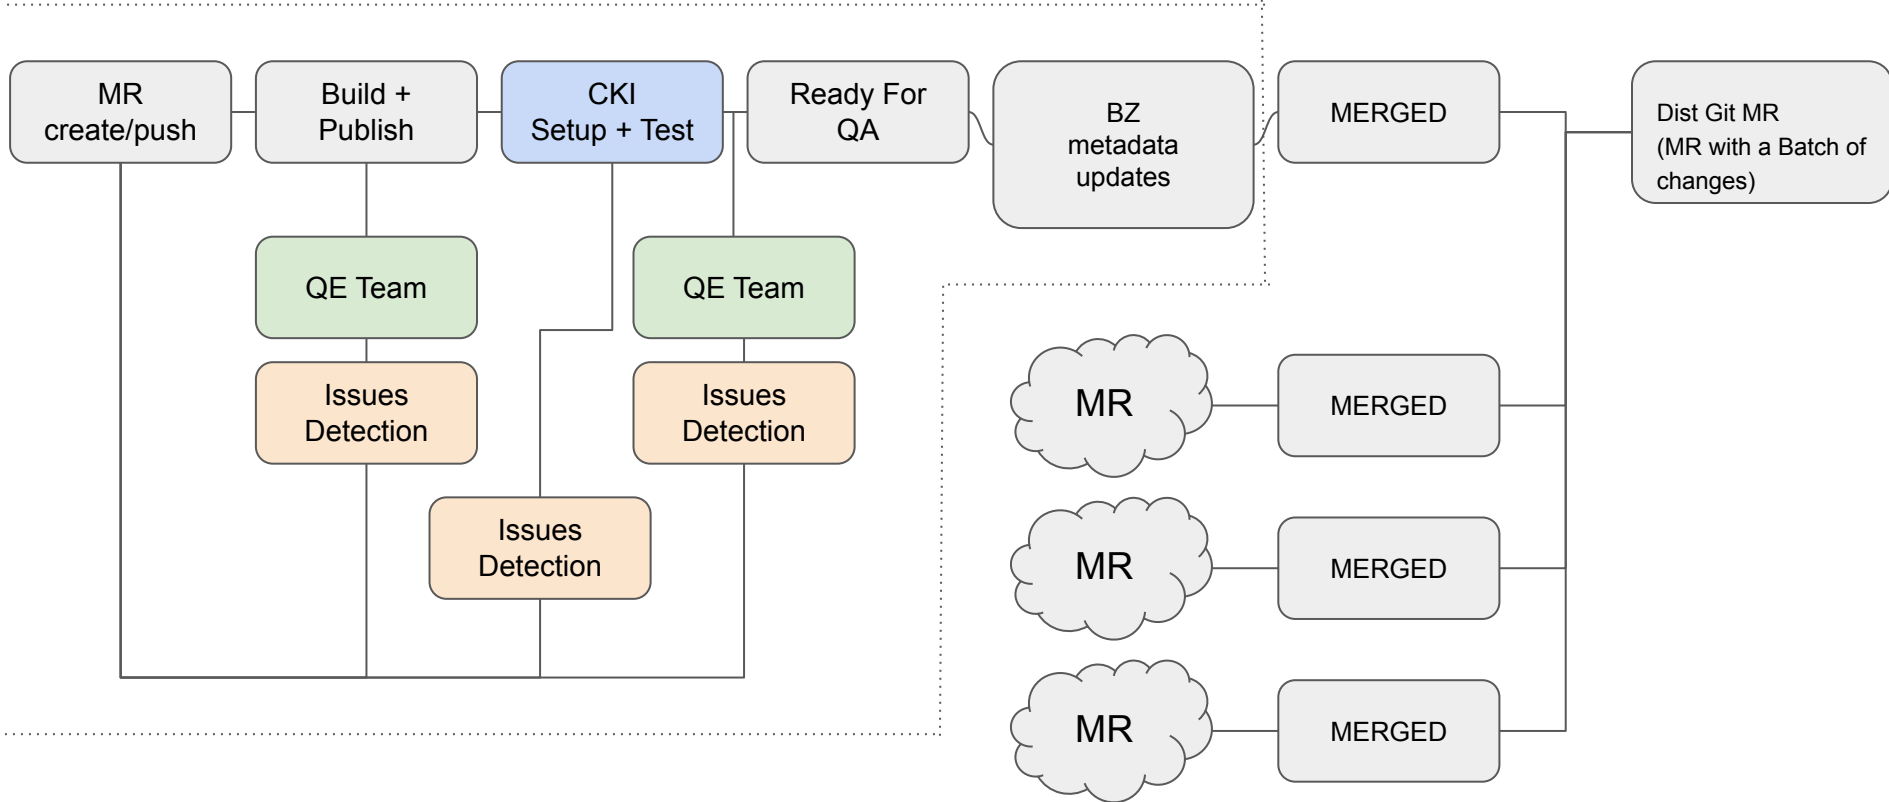 MR
create/push
Build +
Publish
CKI
Setup + Test
Ready For
QA
BZ
metadata
updates
MERGED
Dist Git MR
(MR with a Batch of
changes)
QE Team
QE Team
Issues
Detection
Issues
Detection
Issues
Detection
MR
MERGED
MR
MERGED
MR
MERGED